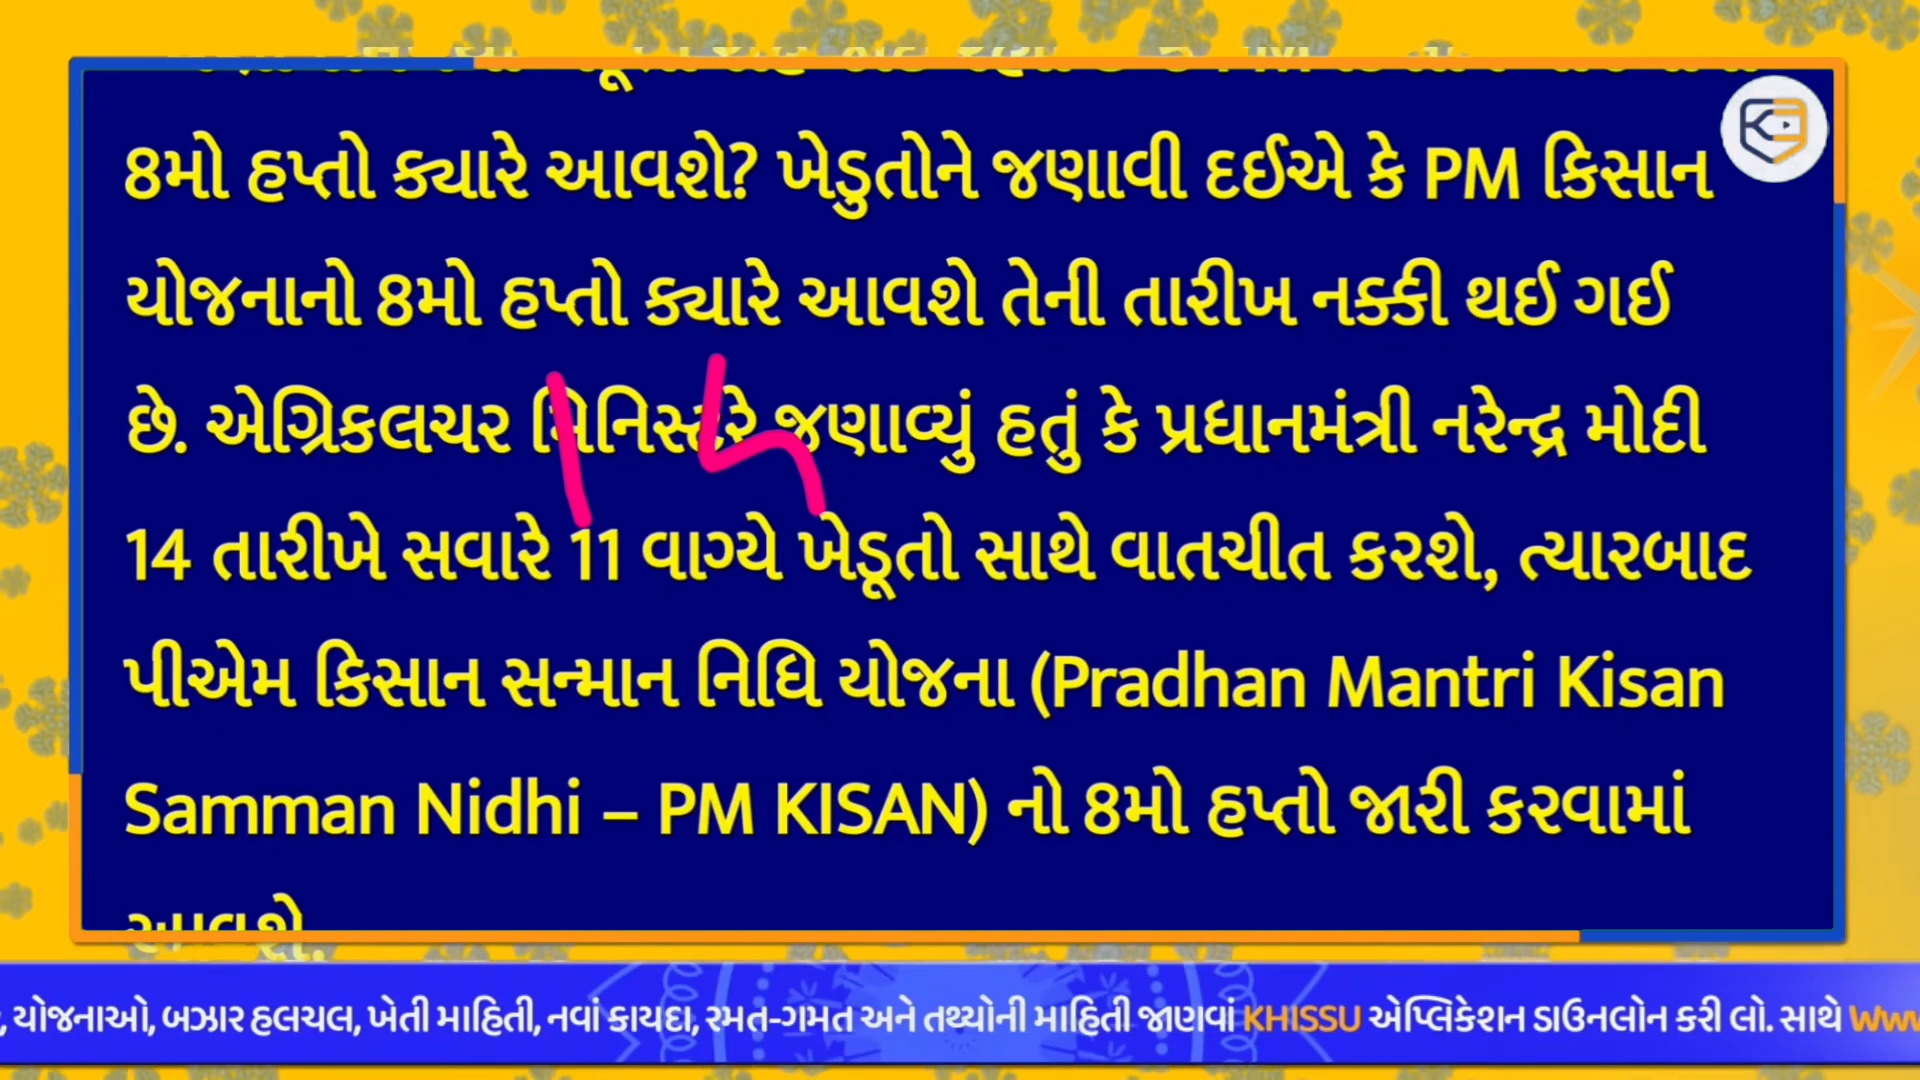 8મો હપ્તો ક્યારે આવશે? ખેડુતોને જણાવી દઈએ કે PM કિસાન
યોજનાનો 8મો હપ્તો ક્યારે આવશે તેની તારીખ નક્કી થઈ ગઈ
છે. એગ્રિકલચર મિનિસ્ટરે જણાવ્યું હતું કે પ્રધાનમંત્રી નરેન્દ્ર મોદી
14
14 તારીખે સવારે 11 વાગ્યે ખેડૂતો સાથે વાતચીત કરશે, ત્યારબાદ
પીએમ કિસાન સન્માન નિધિ યોજના (Pradhan Mantri Kisan
Samman Nidhi – PM KISAN) નો 8મો હપ્તો જારી કરવામાં
આવશે.
, યોજનાઓ, બઝાર હલચલ, ખેતી માહિતી, નવાં કાયદા, રમત-ગમત અને તથ્યોની માહિતી જાણવાં KHISSU એપ્લિકેશન ડાઉનલોન કરી લો. સાથે